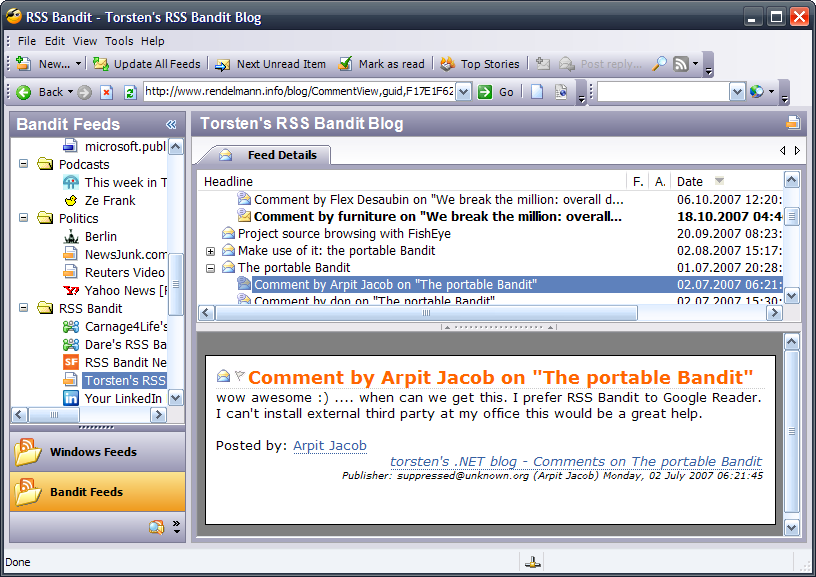 RSS Bandit - Torsten's RSS Bandit Blog
File Edit View Tools Help
New... Update All Feeds Next Unread Item Mark as read Top Stories Post reply...
Back http://www.rendelmann.info/blog/CommentView,guid,F17E1F62 Go
Bandit Feeds
microsoft.publ
Podcasts
This week in T
Ze Frank
Politics
Berlin
NewsJunk.com
Reuters Video
Yahoo News [F
RSS Bandit
Carnage4Life's
Dare's RSS Ba
SF RSS Bandit Ne
Torsten's RSS
in Your LinkedIn
Windows Feeds
Bandit Feeds
Torsten's RSS Bandit Blog
Feed Details
Headline F. A. Date
Comment by Flex Desaubin on "We break the million: overall d... 06.10.2007 12:20:
Comment by furniture on "We break the million: overall... 18.10.2007 04:4
Project source browsing with FishEye 20.09.2007 08:23:
Make use of it: the portable Bandit 02.08.2007 15:17:
The portable Bandit 01.07.2007 20:28:
Comment by Arpit Jacob on "The portable Bandit" 02.07.2007 06:21:
Comment by don on "The portable Bandit" 02.07.2007 15:30:
Comment by Arpit Jacob on "The portable Bandit"
wow awesome :) .... when can we get this. I prefer RSS Bandit to Google Reader.
I can't install external third party at my office this would be a great help.
Posted by: Arpit Jacob
torsten's .NET blog - Comments on The portable Bandit
Publisher: suppressed@unknown.org (Arpit Jacob) Monday, 02 July 2007 06:21:45
Done